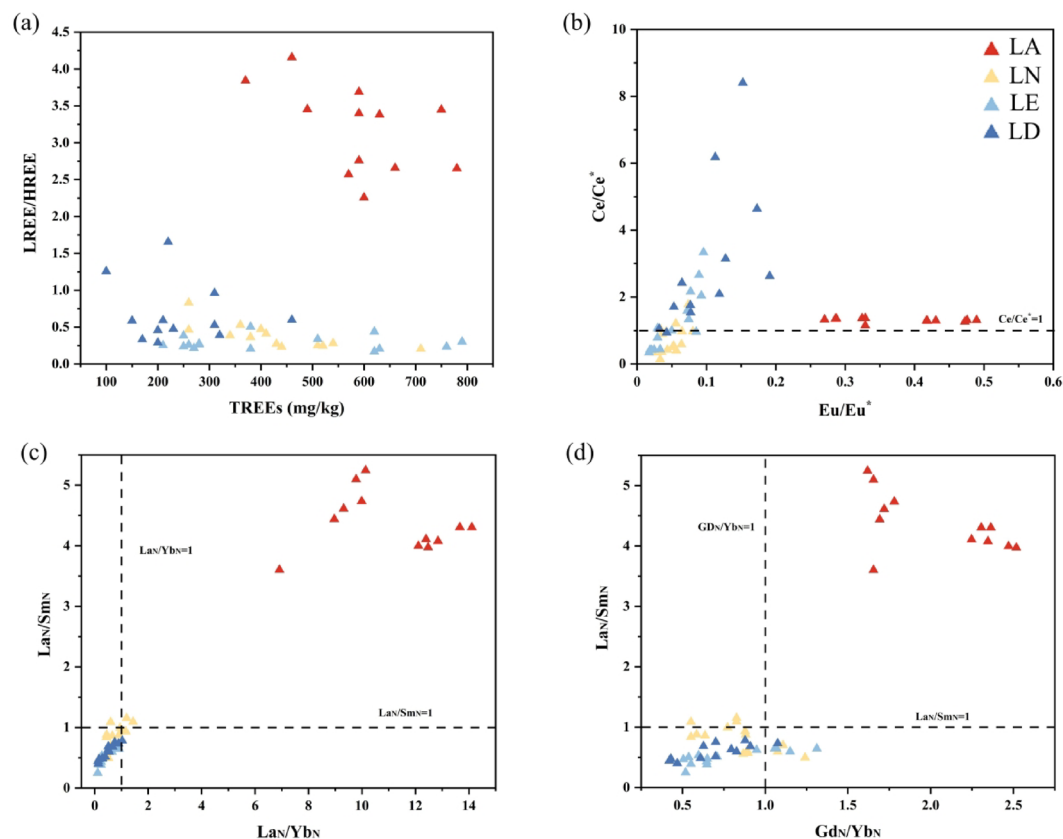 (a)
4.5
4.0
3.5
3.0
2.5
2.0
1.5
1.0
0.5
0.0
LREE/HREE
100 200 300 400 500 600 700 800
TREEs (mg/kg)
(b)
10
8
6
4
2
0
Ce/Ce*
LA
LN
LE
LD
Ce/Ce*=1
0 0.1 0.2 0.3 0.4 0.5 0.6
Eu/Eu*
(c)
5
4
3
2
1
0
LaN/SmN
LaN/YbN=1
LaN/SmN=1
0 2 4 6 8 10 12 14
LaN/YbN
(d)
5
4
3
2
1
0
LaN/SmN
GDN/YbN=1
LaN/SmN=1
0.5 1.0 1.5 2.0 2.5
GdN/YbN